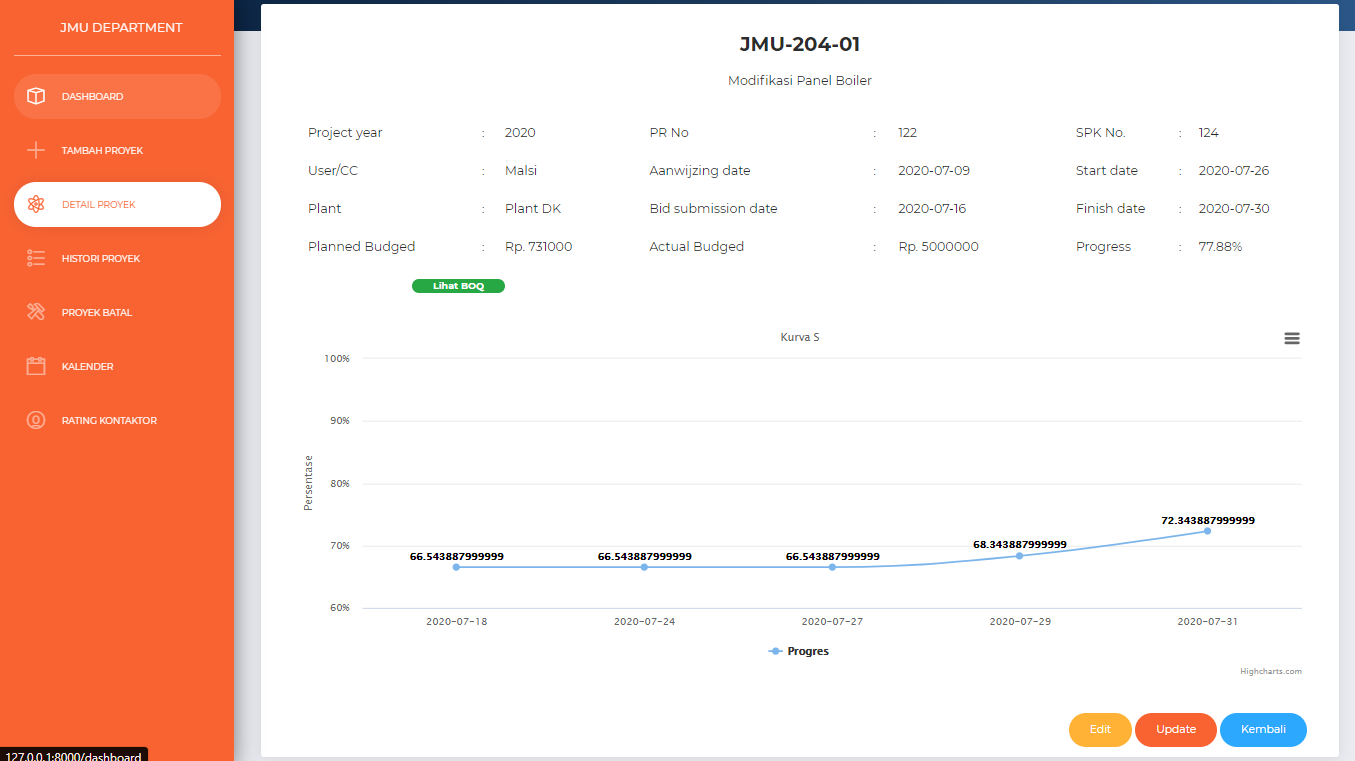 JMU DEPARTMENT
DASHBOARD
TAMBAH PROYEK
DETAIL PROYEK
HISTORI PROYEK
PROYEK BATAL
KALENDER
RATING KONTAKTOR
127.0.0.1:8000/dashboard
JMU-204-01
Modifikasi Panel Boiler
Project year : 2020 PR No : 122 SPK No. : 124
User/CC : Malsi Aanwijzing date : 2020-07-09 Start date : 2020-07-26
Plant : Plant DK Bid submission date : 2020-07-16 Finish date : 2020-07-30
Planned Budged : Rp. 731000 Actual Budged : Rp. 5000000 Progress : 77.88%
Lihat BOQ
Kurva S
Persentase
100%
90%
80%
70%
60%
66.543887999999 66.543887999999 66.543887999999 68.343887999999 72.343887999999
2020-07-18 2020-07-24 2020-07-27 2020-07-29 2020-07-31
Progres
Highcharts.com
Edit Update Kembali